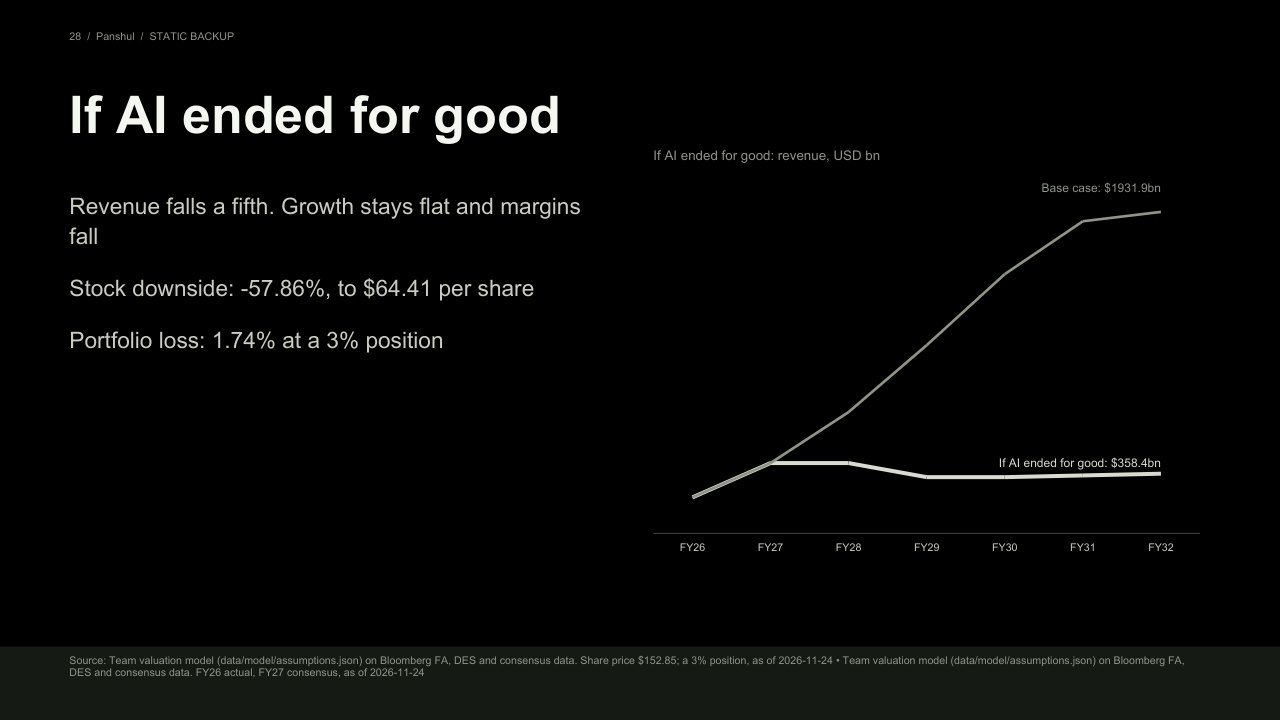 28 / Panshul / STATIC BACKUP
If AI ended for good
Revenue falls a fifth. Growth stays flat and margins
fall
Stock downside: -57.86%, to $64.41 per share
Portfolio loss: 1.74% at a 3% position
If AI ended for good: revenue, USD bn
Base case: $1931.9bn
If AI ended for good: $358.4bn
FY26 FY27 FY28 FY29 FY30 FY31 FY32
Source: Team valuation model (data/model/assumptions.json) on Bloomberg FA, DES and consensus data. Share price $152.85; a 3% position, as of 2026-11-24 • Team valuation model (data/model/assumptions.json) on Bloomberg FA,
DES and consensus data. FY26 actual, FY27 consensus, as of 2026-11-24